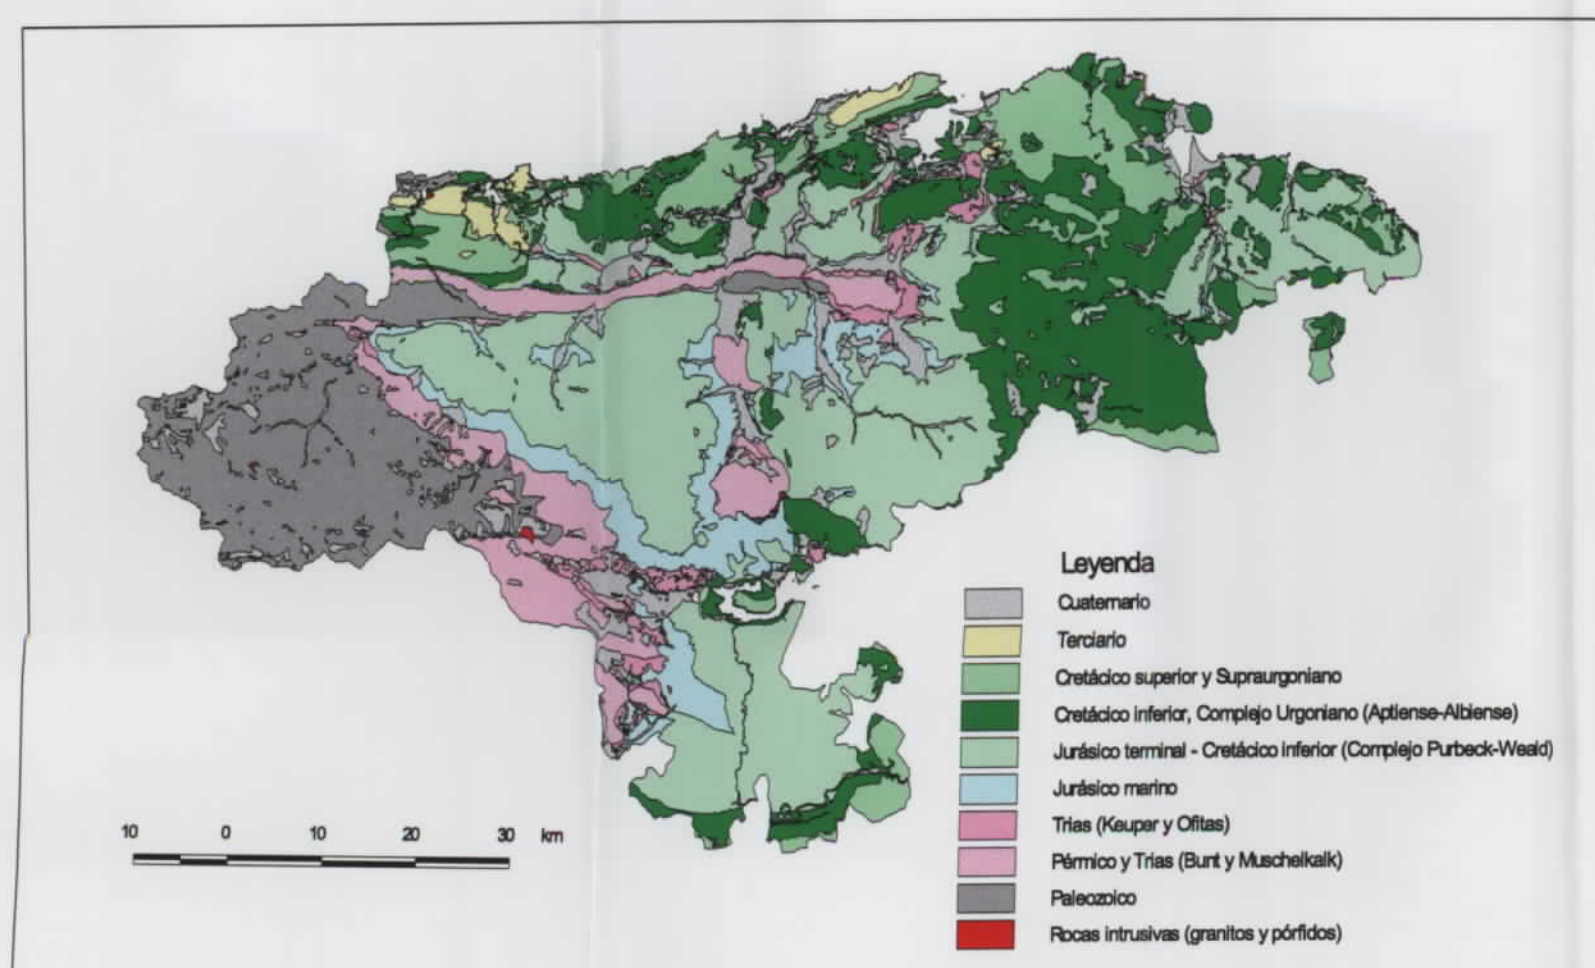 Leyenda
Cuaternario
Terciario
Cretácico superior y Supraurgoniano
Cretácico inferior, Complejo Urgoniano (Aptiense-Albiense)
Jurásico terminal - Cretácico inferior (Complejo Purbeck-Weald)
Jurásico marino
Trias (Keuper y Ofitas)
Pérmico y Trias (Bunt y Muschelkalk)
Paleozoico
Rocas intrusivas (granitos y pórfidos)
10 0 10 20 30 km